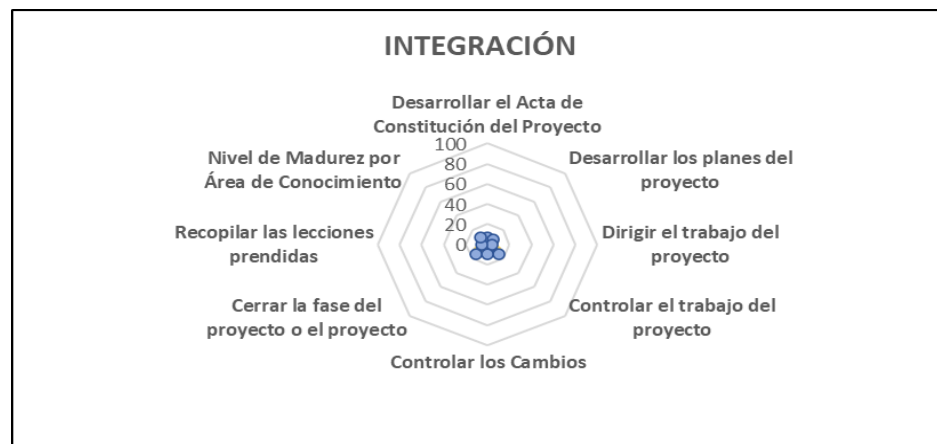 INTEGRACIÓN
Desarrollar el Acta de
Constitución del Proyecto
Desarrollar los planes del
proyecto
Dirigir el trabajo del
proyecto
Controlar el trabajo del
proyecto
Controlar los Cambios
Cerrar la fase del
proyecto o el proyecto
Recopilar las lecciones
prendidas
Nivel de Madurez por
Área de Conocimiento
100
80
60
40
20
0